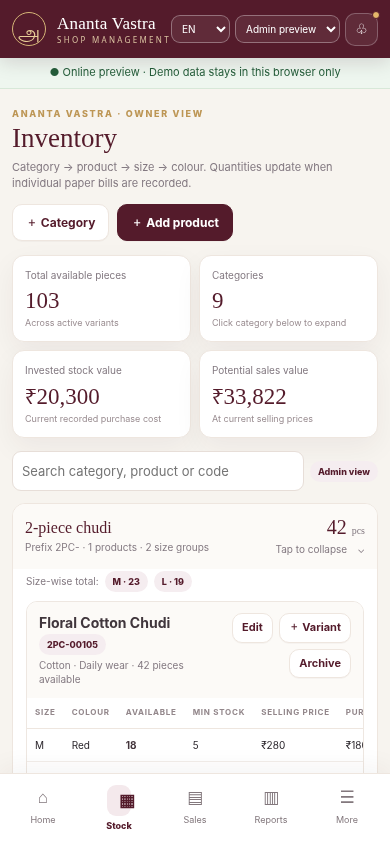 அ Ananta Vastra
SHOP MANAGEMENT
EN
Admin preview
● Online preview · Demo data stays in this browser only
ANANTA VASTRA · OWNER VIEW
Inventory
Category → product → size → colour. Quantities update when
individual paper bills are recorded.
+ Category
+ Add product
Total available pieces
103
Across active variants
Categories
9
Click category below to expand
Invested stock value
₹20,300
Current recorded purchase cost
Potential sales value
₹33,822
At current selling prices
Search category, product or code
Admin view
2-piece chudi
42 pcs
Prefix 2PC- · 1 products · 2 size groups
Tap to collapse
Size-wise total: M · 23 L · 19
Floral Cotton Chudi
2PC-00105
Cotton · Daily wear · 42 pieces
available
Edit
+ Variant
Archive
SIZE COLOUR AVAILABLE MIN STOCK SELLING PRICE
M Red 18 5 ₹280
Home
Stock
Sales
Reports
More